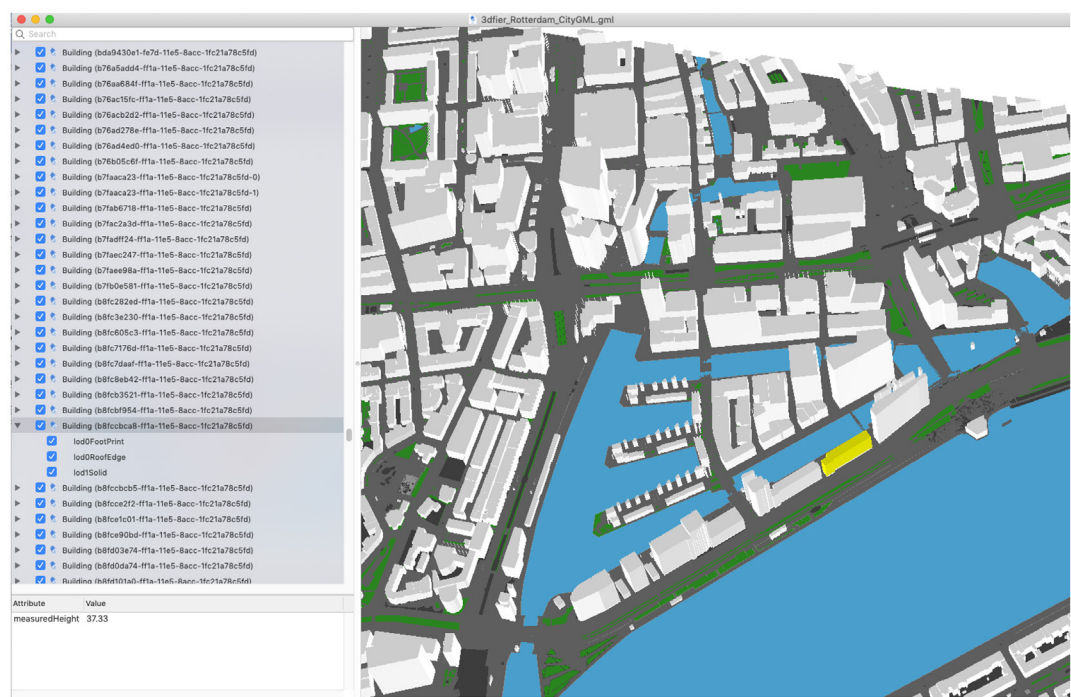 3dfier_Rotterdam_CityGML.gml
Search
Building (bda9430e1-fe7d-11e5-8acc-1fc21a78c5fd)
Building (b76a5add4-ff1a-11e5-8acc-1fc21a78c5fd)
Building (b76aa684f-ff1a-11e5-8acc-1fc21a78c5fd)
Building (b76ac15fc-ff1a-11e5-8acc-1fc21a78c5fd)
Building (b76acb2d2-ff1a-11e5-8acc-1fc21a78c5fd)
Building (b76ad278e-ff1a-11e5-8acc-1fc21a78c5fd)
Building (b76ad4ed0-ff1a-11e5-8acc-1fc21a78c5fd)
Building (b76b05c6f-ff1a-11e5-8acc-1fc21a78c5fd)
Building (b7faaca23-ff1a-11e5-8acc-1fc21a78c5fd-0)
Building (b7faaca23-ff1a-11e5-8acc-1fc21a78c5fd-1)
Building (b7fab6718-ff1a-11e5-8acc-1fc21a78c5fd)
Building (b7fac2a3d-ff1a-11e5-8acc-1fc21a78c5fd)
Building (b7fadff24-ff1a-11e5-8acc-1fc21a78c5fd)
Building (b7faec247-ff1a-11e5-8acc-1fc21a78c5fd)
Building (b7faee98a-ff1a-11e5-8acc-1fc21a78c5fd)
Building (b7fb0e581-ff1a-11e5-8acc-1fc21a78c5fd)
Building (b8fc282ed-ff1a-11e5-8acc-1fc21a78c5fd)
Building (b8fc3e230-ff1a-11e5-8acc-1fc21a78c5fd)
Building (b8fc605c3-ff1a-11e5-8acc-1fc21a78c5fd)
Building (b8fc7176d-ff1a-11e5-8acc-1fc21a78c5fd)
Building (b8fc7daaf-ff1a-11e5-8acc-1fc21a78c5fd)
Building (b8fc8eb42-ff1a-11e5-8acc-1fc21a78c5fd)
Building (b8fcb3521-ff1a-11e5-8acc-1fc21a78c5fd)
Building (b8fcbf954-ff1a-11e5-8acc-1fc21a78c5fd)
Building (b8fccbca8-ff1a-11e5-8acc-1fc21a78c5fd)
lod0FootPrint
lod0RoofEdge
lod1Solid
Building (b8fccbcb5-ff1a-11e5-8acc-1fc21a78c5fd)
Building (b8fcce2f2-ff1a-11e5-8acc-1fc21a78c5fd)
Building (b8fce1c01-ff1a-11e5-8acc-1fc21a78c5fd)
Building (b8fce90bd-ff1a-11e5-8acc-1fc21a78c5fd)
Building (b8fd03e74-ff1a-11e5-8acc-1fc21a78c5fd)
Building (b8fd0da74-ff1a-11e5-8acc-1fc21a78c5fd)
Building (b8fd101a0-ff1a-11e5-8acc-1fc21a78c5fd)
Attribute Value
measuredHeight 37.33